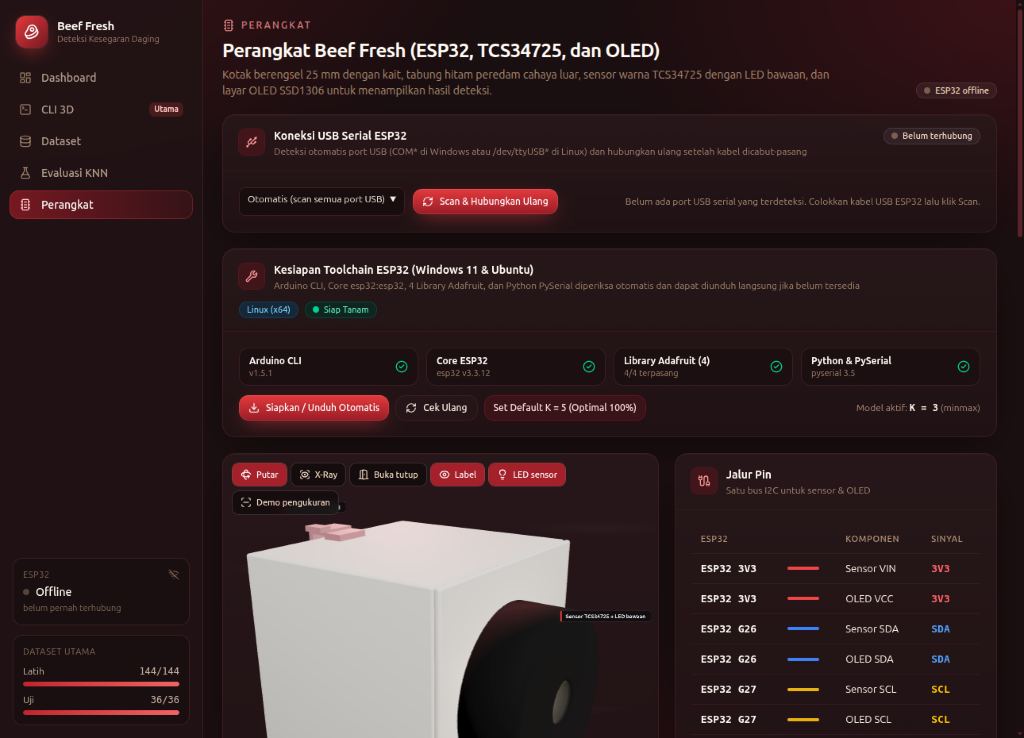 Beef Fresh
Deteksi Kesegaran Daging
Dashboard
CLI 3D
Utama
Dataset
Evaluasi KNN
Perangkat
ESP32
Offline
belum pernah terhubung
DATASET UTAMA
Latih 144/144
Uji 36/36
PERANGKAT
Perangkat Beef Fresh (ESP32, TCS34725, dan OLED)
Kotak berengsel 25 mm dengan kait, tabung hitam peredam cahaya luar, sensor warna TCS34725 dengan LED bawaan, dan
layar OLED SSD1306 untuk menampilkan hasil deteksi.
ESP32 offline
Koneksi USB Serial ESP32
Deteksi otomatis port USB (COM* di Windows atau /dev/ttyUSB* di Linux) dan hubungkan ulang setelah kabel dicabut-pasang
Belum terhubung
Otomatis (scan semua port USB) ▼
Scan & Hubungkan Ulang
Belum ada port USB serial yang terdeteksi. Colokkan kabel USB ESP32 lalu klik Scan.
Kesiapan Toolchain ESP32 (Windows 11 & Ubuntu)
Arduino CLI, Core esp32:esp32, 4 Library Adafruit, dan Python PySerial diperiksa otomatis dan dapat diunduh langsung jika belum tersedia
Linux (x64)
Siap Tanam
Arduino CLI
v1.5.1
Core ESP32
esp32 v3.3.12
Library Adafruit (4)
4/4 terpasang
Python & PySerial
pyserial 3.5
Siapkan / Unduh Otomatis
Cek Ulang
Set Default K = 5 (Optimal 100%)
Model aktif: K = 3 (minmax)
Putar
X-Ray
Buka tutup
Label
LED sensor
Demo pengukuran
Sensor TCS34725 + LED bawaan
Jalur Pin
Satu bus I2C untuk sensor & OLED
ESP32 KOMPONEN SINYAL
ESP32 3V3 Sensor VIN 3V3
ESP32 3V3 OLED VCC 3V3
ESP32 G26 Sensor SDA SDA
ESP32 G26 OLED SDA SDA
ESP32 G27 Sensor SCL SCL
ESP32 G27 OLED SCL SCL